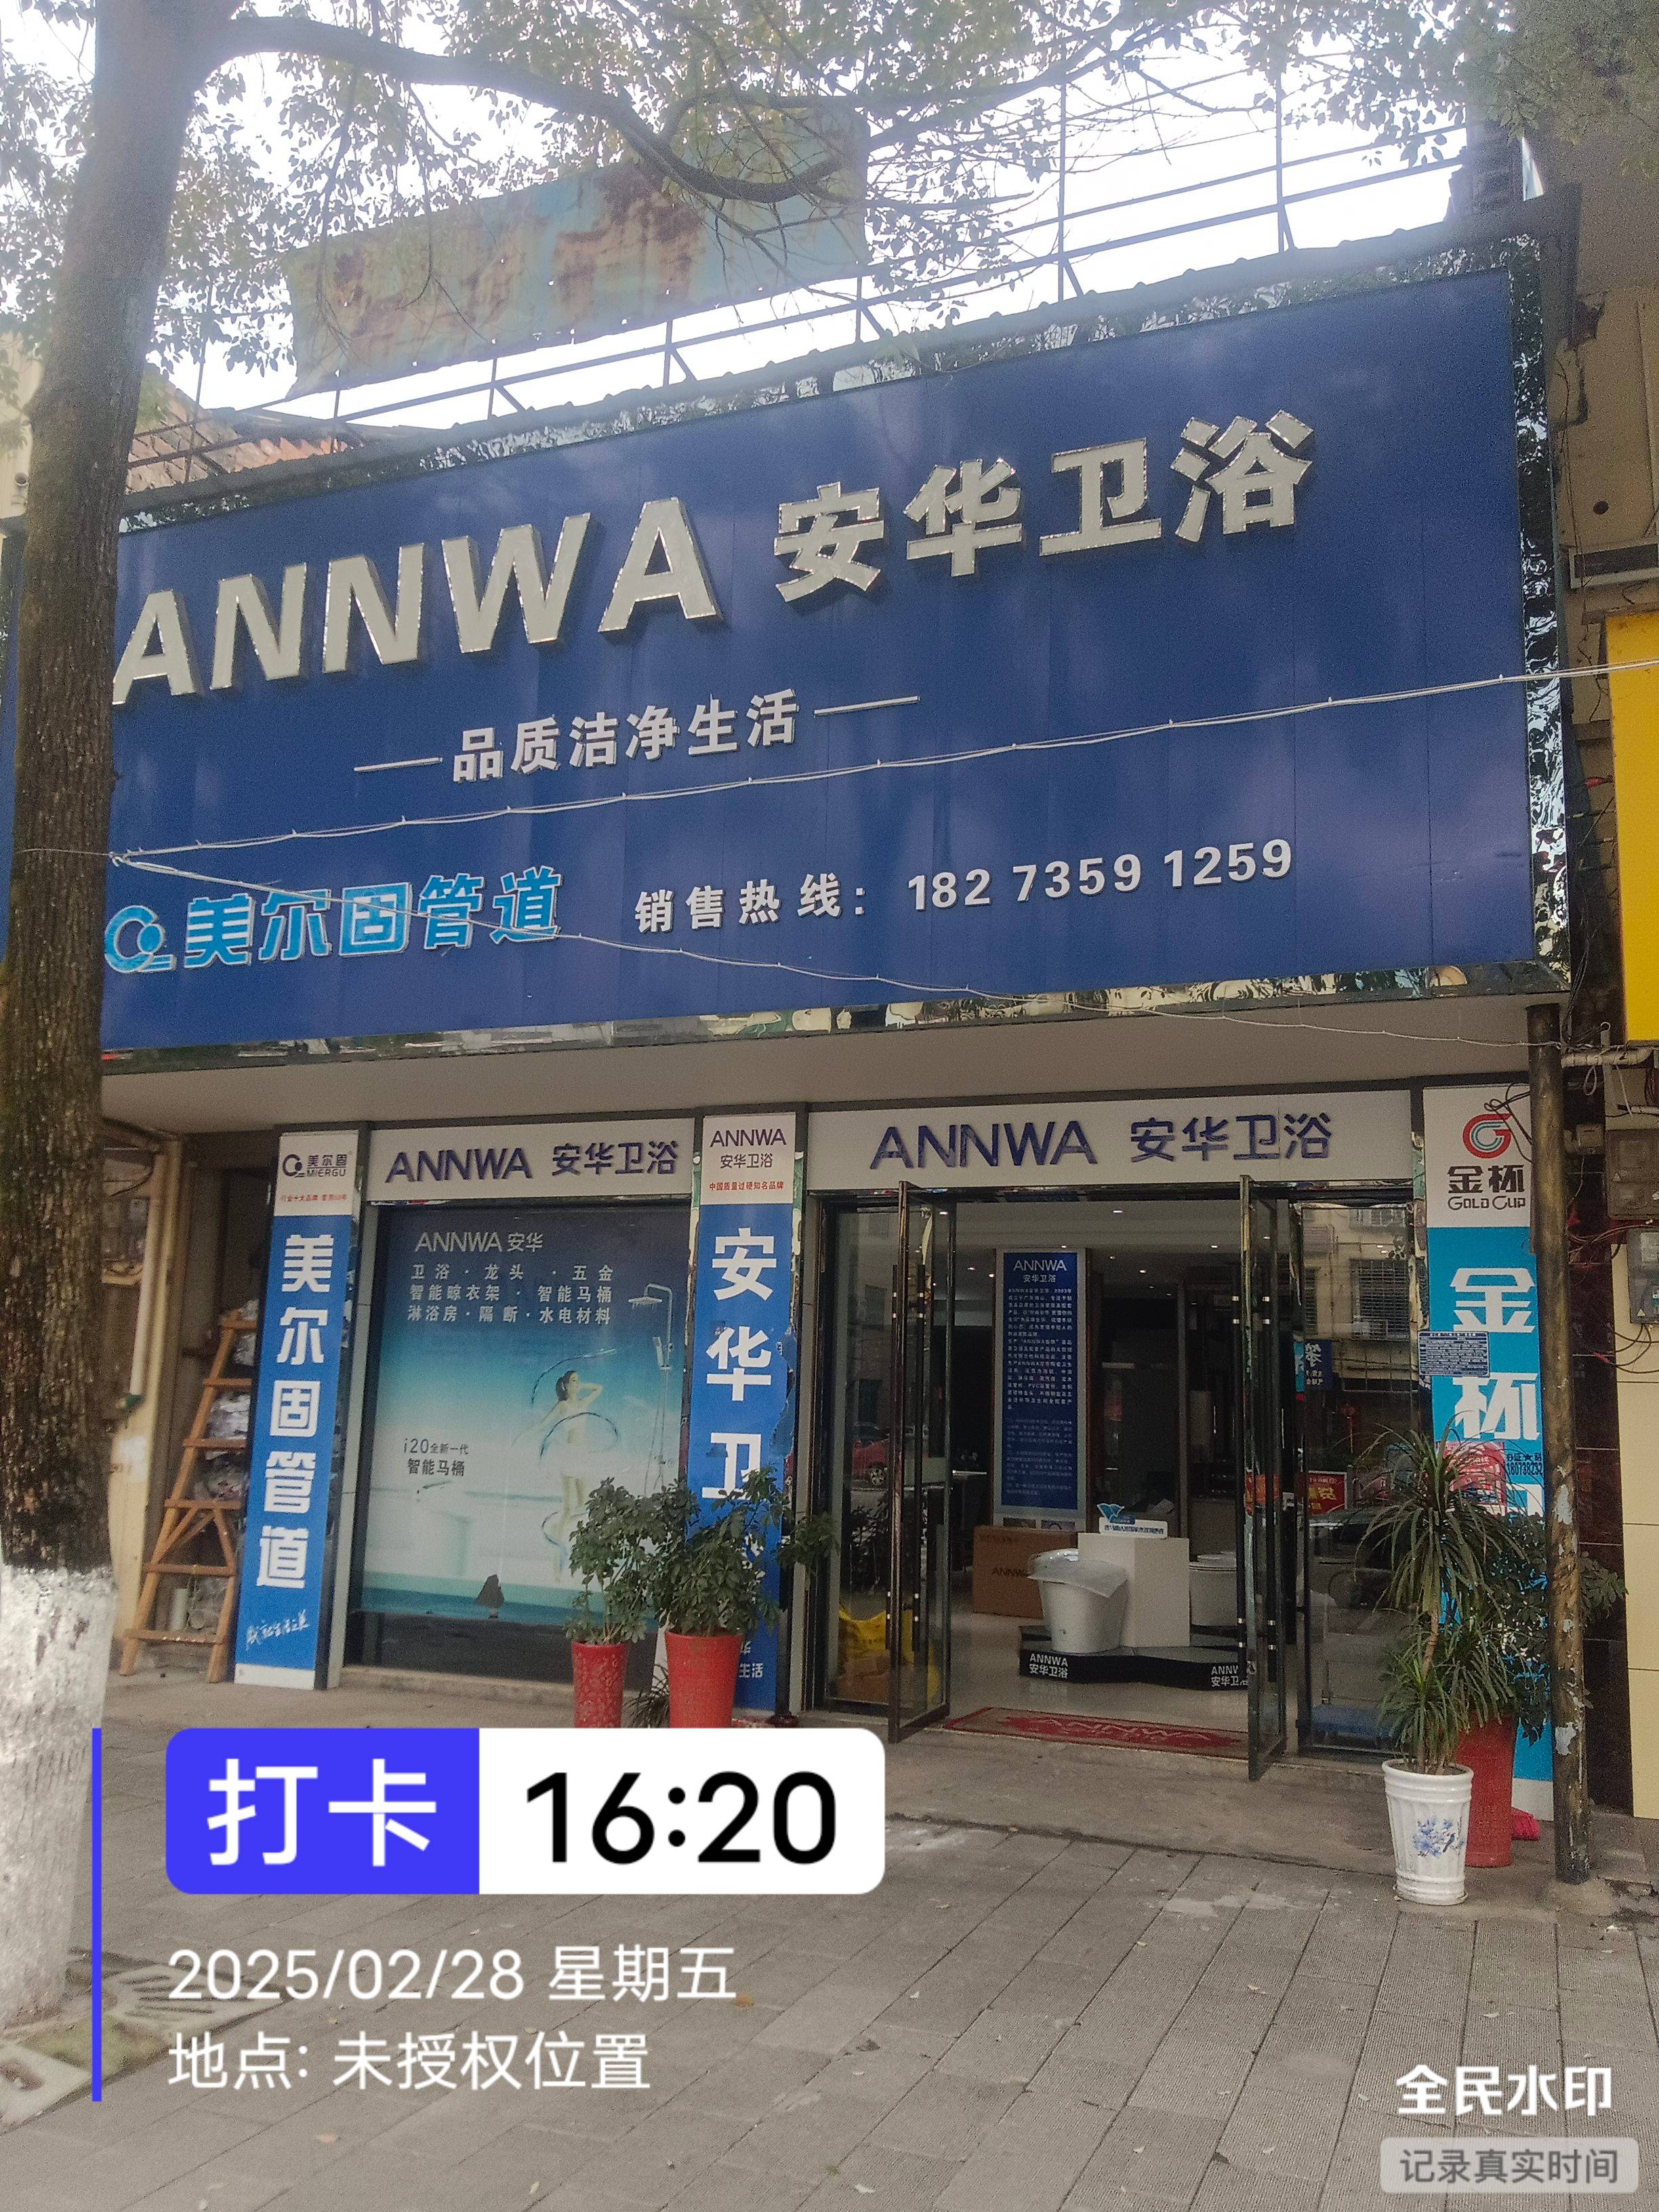 ANNWA 安华卫浴
品质洁净生活
美尔固管道 销售热线：182 7359 1259
美尔固
MIERGU
美尔固管道
ANNWA 安华卫浴
ANNWA
安华卫浴
中国质量过硬知名品牌
安华卫
生活
ANNWA 安华卫浴
金杯
GOLD CUP
金杯
ANNWA 安华
卫浴·龙头·五金
智能晾衣架·智能马桶
淋浴房·隔断·水电材料
i20全新一代
智能马桶
ANNWA
安华卫浴
ANNWA
安华卫浴
ANNW
安华卫
打卡 16:20
2025/02/28 星期五
地点: 未授权位置
全民水印
记录真实时间